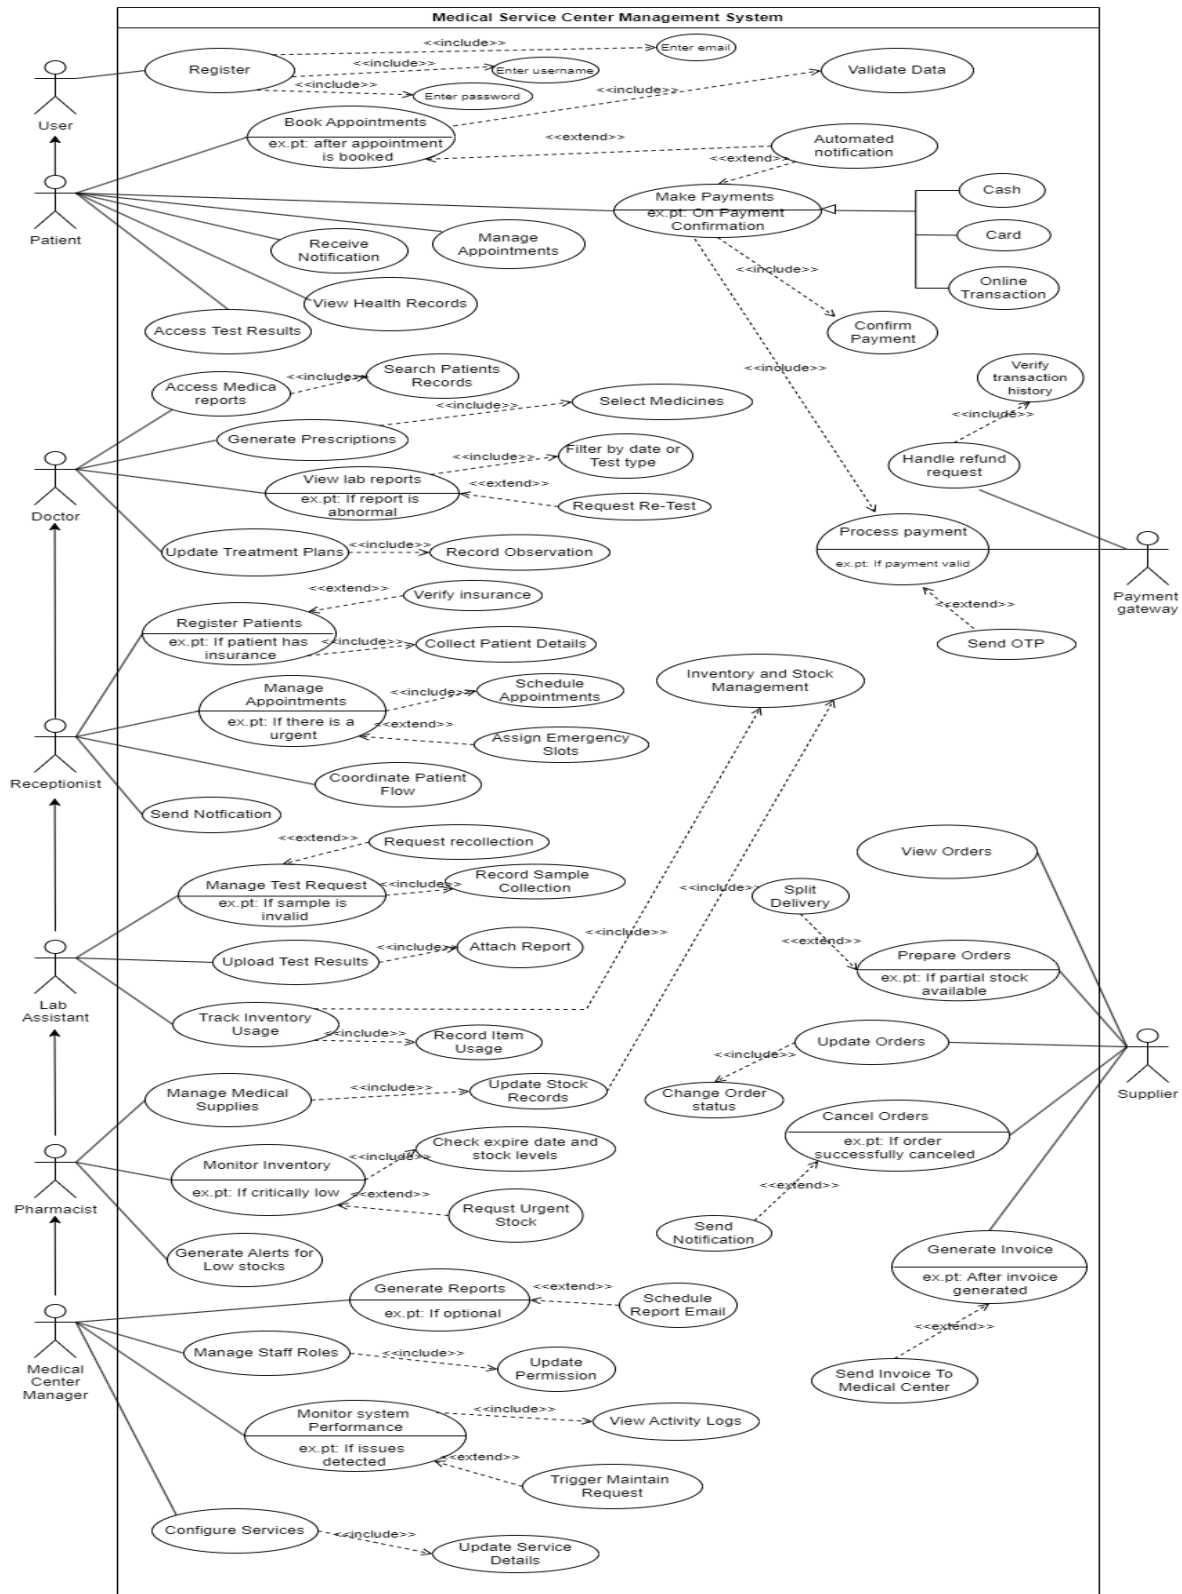 Medical Service Center Management System
<<include>>
Enter email
Register
<<include>>
Enter username
Validate Data
<<include>>
Enter password
<<include>>
User
Book Appointments
ex.pt: after appointment
is booked
<<extend>>
Automated
notification
<<extend>>
Patient
Make Payments
ex.pt: On Payment
Confirmation
Cash
Card
Online
Transaction
Receive
Notification
Manage
Appointments
<<include>>
View Health Records
Access Test Results
Confirm
Payment
<<include>>
Access Medica
reports
<<include>>
Search Patients
Records
Verify
transaction
history
<<include>>
Select Medicines
<<include>>
Generate Prescriptions
Filter by date or
Test type
<<include>>
View lab reports
ex.pt: If report is
abnormal
<<extend>>
Request Re-Test
Handle refund
request
Doctor
Update Treatment Plans
<<include>>
Record Observation
Process payment
ex.pt: If payment valid
Payment
gateway
<<extend>>
Verify insurance
<<extend>>
Send OTP
Register Patients
ex.pt: If patient has
insurance
<<include>>
Collect Patient Details
Inventory and Stock
Management
Manage
Appointments
ex.pt: If there is a
urgent
<<include>>
Schedule
Appointments
<<extend>>
Assign Emergency
Slots
Receptionist
Coordinate Patient
Flow
Send Notfication
<<extend>>
Request recollection
View Orders
Manage Test Request
ex.pt: If sample is
invalid
<<includes>
Record Sample
Collection
<<include>>
Split
Delivery
<<include>>
<<extend>>
Upload Test Results
<<include>>
Attach Report
Prepare Orders
ex.pt: If partial stock
available
Lab
Assistant
Track Inventory
Usage
<<include>>
Record Item
Usage
Update Orders
<<include>>
Change Order
status
Supplier
Manage Medical
Supplies
<<include>>
Update Stock
Records
Cancel Orders
ex.pt: If order
successfully canceled
Monitor Inventory
ex.pt: If critically low
<<include>>
Check expire date and
stock levels
<<extend>>
Requst Urgent
Stock
<<extend>>
Send
Notification
Pharmacist
Generate Alerts for
Low stocks
Generate Invoice
ex.pt: After invoice
generated
Generate Reports
ex.pt: If optional
<<extend>>
Schedule
Report Email
<<extend>>
Medical
Center
Manager
Manage Staff Roles
<<include>>
Update
Permission
Send Invoice To
Medical Center
Monitor system
Performance
ex.pt: If issues
detected
<<include>>
View Activity Logs
<<extend>>
Trigger Maintain
Request
Configure Services
<<include>>
Update Service
Details